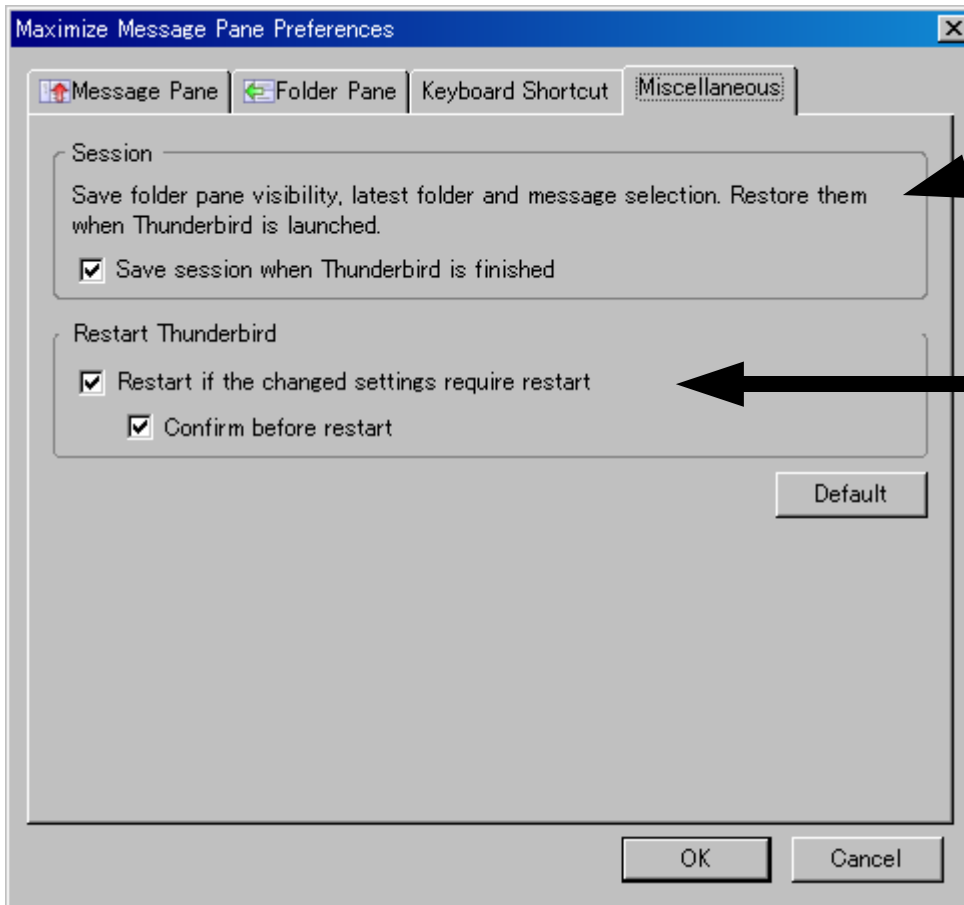 Maximize Message Pane Preferences
Message Pane
Folder Pane
Keyboard Shortcut
Miscellaneous
Session
Save folder pane visibility, latest folder and message selection. Restore them
when Thunderbird is launched.
Save session when Thunderbird is finished
Restart Thunderbird
Restart if the changed settings require restart
Confirm before restart
Default
OK
Cancel